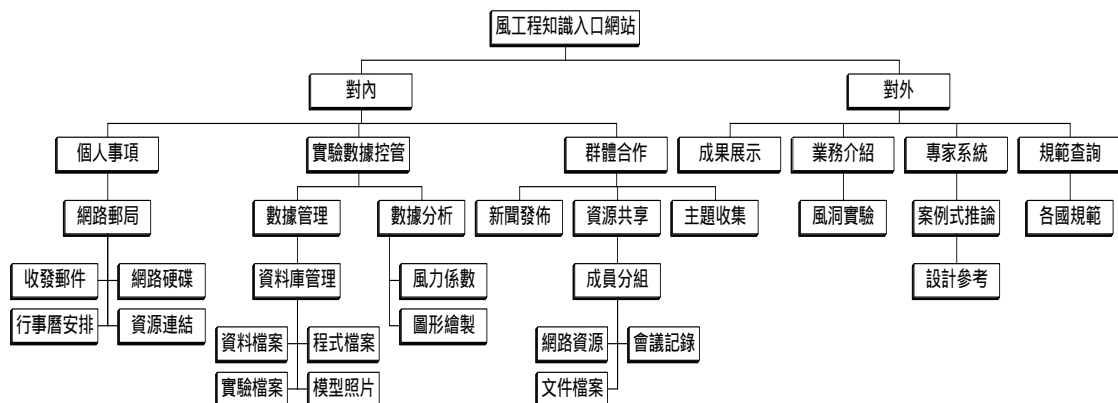 風工程知識入口網站
對內
對外
個人事項
實驗數據控管
群體合作
成果展示
業務介紹
專家系統
規範查詢
網路郵局
數據管理
數據分析
新聞發佈
資源共享
主題收集
風洞實驗
案例式推論
各國規範
收發郵件
網路硬碟
資料庫管理
風力係數
成員分組
設計參考
行事曆安排
資源連結
圖形繪製
資料檔案
程式檔案
網路資源
會議記錄
實驗檔案
模型照片
文件檔案